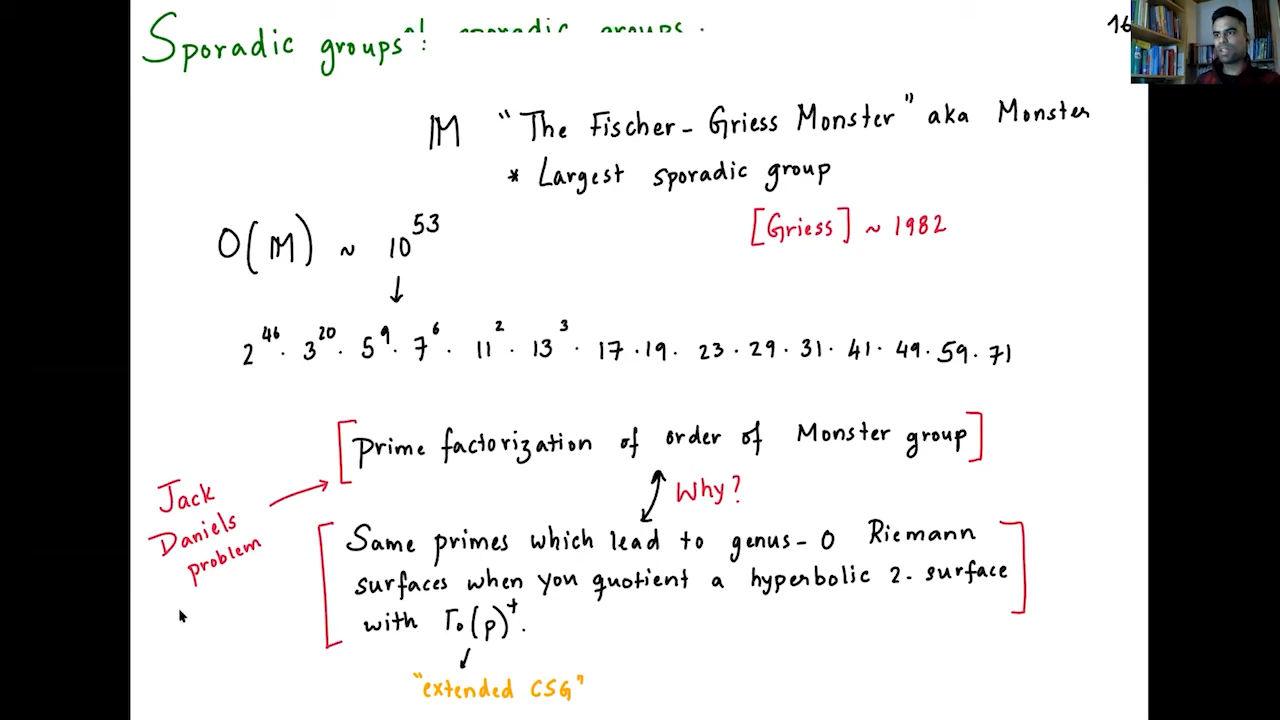 Sporadic groups:
16
M "The Fischer-Griess Monster" aka Monster
* Largest sporadic group
O(M) ~ 10^53
[Griess] ~ 1982
↓
2^46 · 3^20 · 5^9 · 7^6 · 11^2 · 13^3 · 17 · 19 · 23 · 29 · 31 · 41 · 49 · 59 · 71
[Prime factorization of order of Monster group]
Why?
Jack
Daniels
problem
[Same primes which lead to genus-0 Riemann
surfaces when you quotient a hyperbolic 2-surface
with Γ0(p)^+.]
"extended CSG"